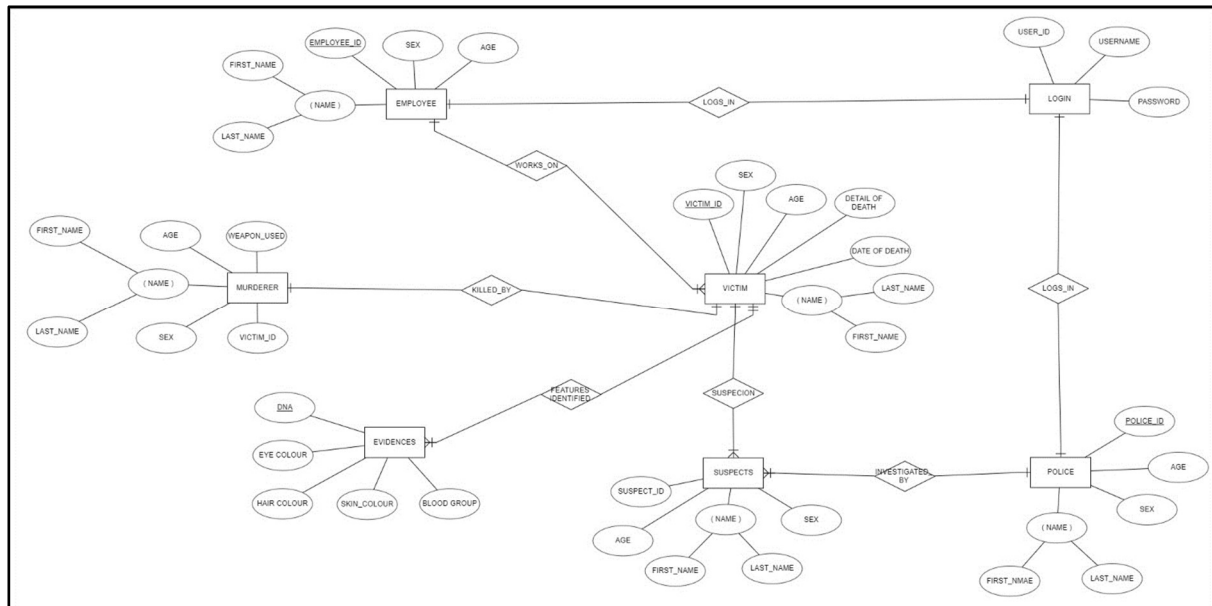 EMPLOYEE_ID
SEX
AGE
FIRST_NAME
( NAME )
LAST_NAME
EMPLOYEE
LOGS_IN
USER_ID
USERNAME
LOGIN
PASSWORD
WORKS_ON
SEX
VICTIM_ID
AGE
DETAIL OF
DEATH
DATE OF DEATH
VICTIM
( NAME )
LAST_NAME
FIRST_NAME
FIRST_NAME
AGE
WEAPON_USED
( NAME )
MURDERER
LAST_NAME
SEX
VICTIM_ID
KILLED_BY
LOGS_IN
FEATURES
IDENTIFIED
SUSPECION
DNA
EYE COLOUR
EVIDENCES
HAIR COLOUR
SKIN_COLOUR
BLOOD GROUP
SUSPECTS
SUSPECT_ID
AGE
( NAME )
SEX
FIRST_NAME
LAST_NAME
INVESTIGATED
BY
POLICE_ID
POLICE
AGE
SEX
( NAME )
FIRST_NMAE
LAST_NAME